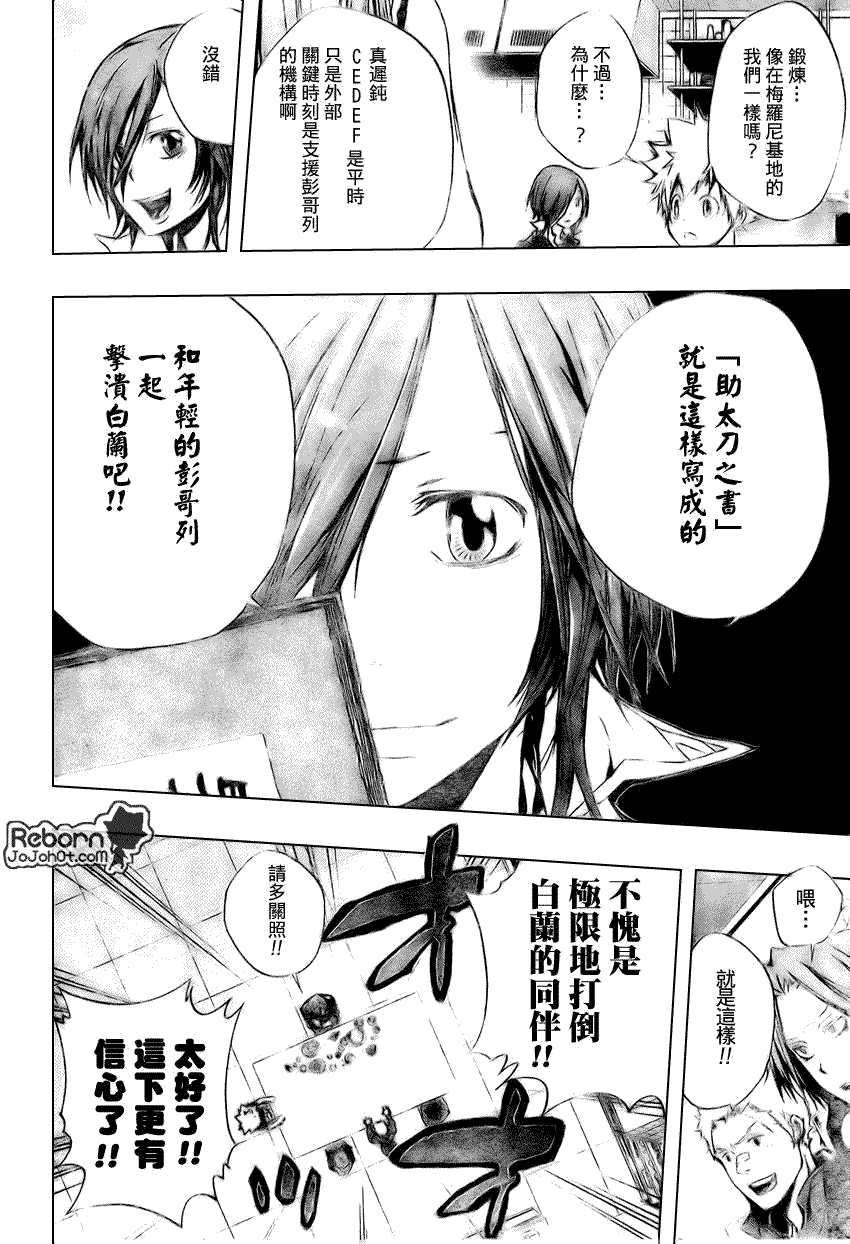 鍛煉…
像在梅羅尼基地的
我們一樣嗎？
不過…
為什麼…？
真遲鈍
CEDEF是平時
只是外部
關鍵時刻是支援彭哥列
的機構啊
沒錯
「助太刀之書」
就是這樣寫成的
和年輕的彭哥列
一起
擊潰白蘭吧!!
喂…
就是這樣!!
不愧是
極限地打倒
白蘭的同伴!!
請多關照!!
太好了!!
這下更有
信心了!!
Reborn
JoJoHot.com